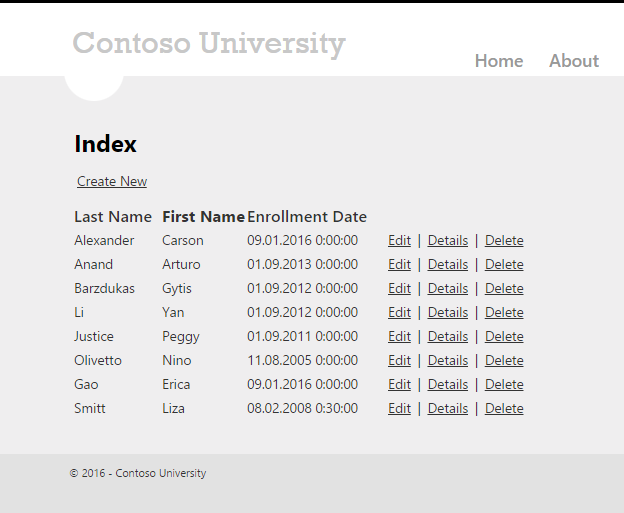 Contoso University
Home About
Index
Create New
Last Name First Name Enrollment Date
Alexander Carson 09.01.2016 0:00:00 Edit | Details | Delete
Anand Arturo 01.09.2013 0:00:00 Edit | Details | Delete
Barzdukas Gytis 01.09.2012 0:00:00 Edit | Details | Delete
Li Yan 01.09.2012 0:00:00 Edit | Details | Delete
Justice Peggy 01.09.2011 0:00:00 Edit | Details | Delete
Olivetto Nino 11.08.2005 0:00:00 Edit | Details | Delete
Gao Erica 09.01.2016 0:00:00 Edit | Details | Delete
Smitt Liza 08.02.2008 0:30:00 Edit | Details | Delete
© 2016 - Contoso University